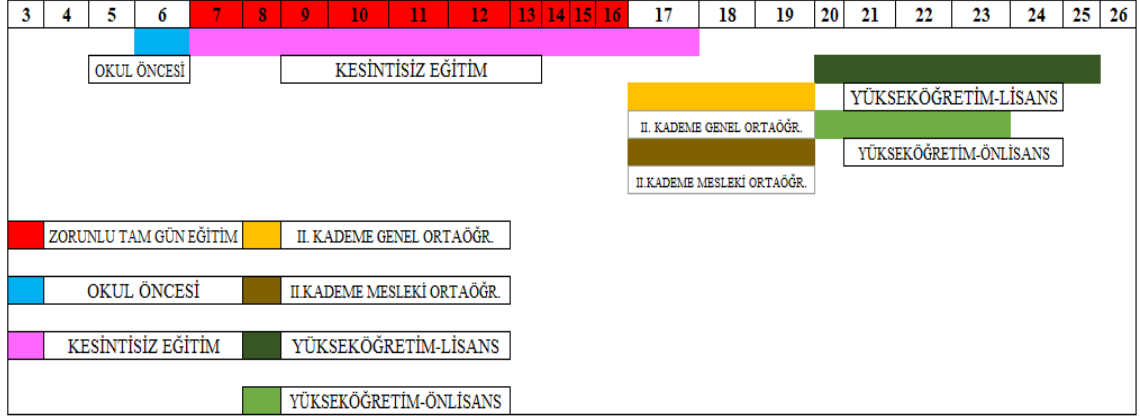 3 4 5 6 7 8 9 10 11 12 13 14 15 16 17 18 19 20 21 22 23 24 25 26
OKUL ÖNCESİ KESİNTİSİZ EĞİTİM
YÜKSEKÖĞRETİM-LİSANS
II. KADEME GENEL ORTAÖĞR.
YÜKSEKÖĞRETİM-ÖNLİSANS
II.KADEME MESLEKİ ORTAÖĞR.
ZORUNLU TAM GÜN EĞİTİM II. KADEME GENEL ORTAÖĞR.
OKUL ÖNCESİ II.KADEME MESLEKİ ORTAÖĞR.
KESİNTİSİZ EĞİTİM YÜKSEKÖĞRETİM-LİSANS
YÜKSEKÖĞRETİM-ÖNLİSANS